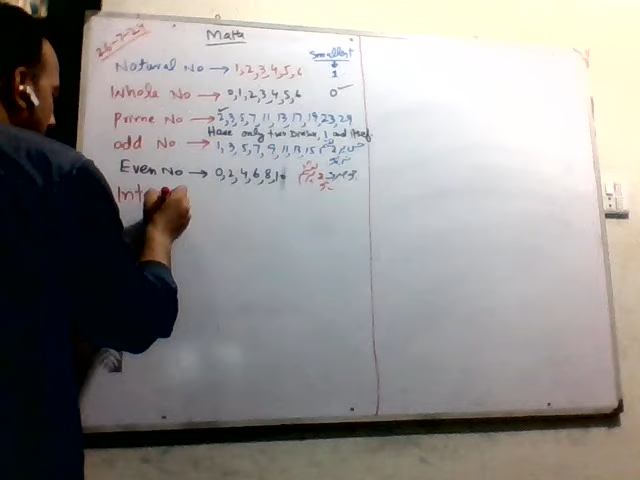 26-7-24
Math
Smallest
Natural No → 1, 2, 3, 4, 5, 6
1
Whole No → 0, 1, 2, 3, 4, 5, 6
0 ✓
Prime No → 2, 3, 5, 7, 11, 13, 17, 19, 23, 29
Have only two Divisor, 1 and itself
odd No → 1, 3, 5, 7, 9, 11, 13, 15
Even No → 0, 2, 4, 6, 8, 10
Int